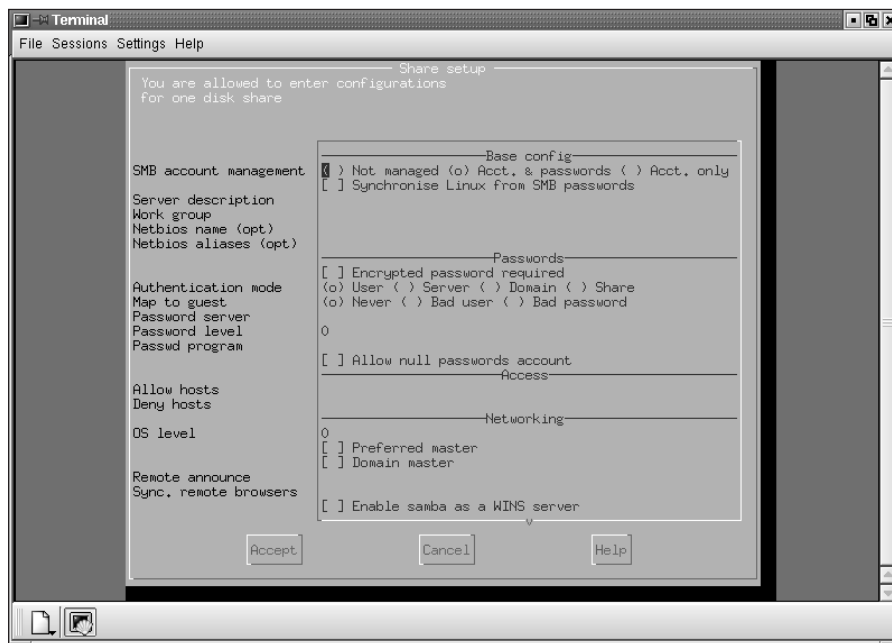 Terminal
File Sessions Settings Help
Share setup
You are allowed to enter configurations
for one disk share
Base config
SMB account management ( ) Not managed (o) Acct. & passwords ( ) Acct. only
[ ] Synchronise Linux from SMB passwords
Server description
Work group
Netbios name (opt)
Netbios aliases (opt)
Passwords
[ ] Encrypted password required
Authentication mode (o) User ( ) Server ( ) Domain ( ) Share
Map to guest (o) Never ( ) Bad user ( ) Bad password
Password server
Password level 0
Passwd program
[ ] Allow null passwords account
Access
Allow hosts
Deny hosts
Networking
OS level 0
[ ] Preferred master
[ ] Domain master
Remote announce
Sync. remote browsers
[ ] Enable samba as a WINS server
v
Accept Cancel Help